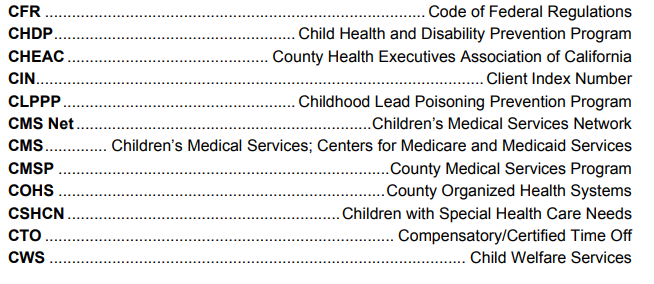 CFR ........................................................................................ Code of Federal Regulations
CHDP....................................................... Child Health and Disability Prevention Program
CHEAC .............................................. County Health Executives Association of California
CIN..................................................................................................... Client Index Number
CLPPP.................................................... Childhood Lead Poisoning Prevention Program
CMS Net...................................................................Children’s Medical Services Network
CMS.............. Children’s Medical Services; Centers for Medicare and Medicaid Services
CMSP ...........................................................................County Medical Services Program
COHS ..........................................................................County Organized Health Systems
CSHCN..............................................................Children with Special Health Care Needs
CTO ............................................................................... Compensatory/Certified Time Off
CWS ............................................................................................... Child Welfare Services